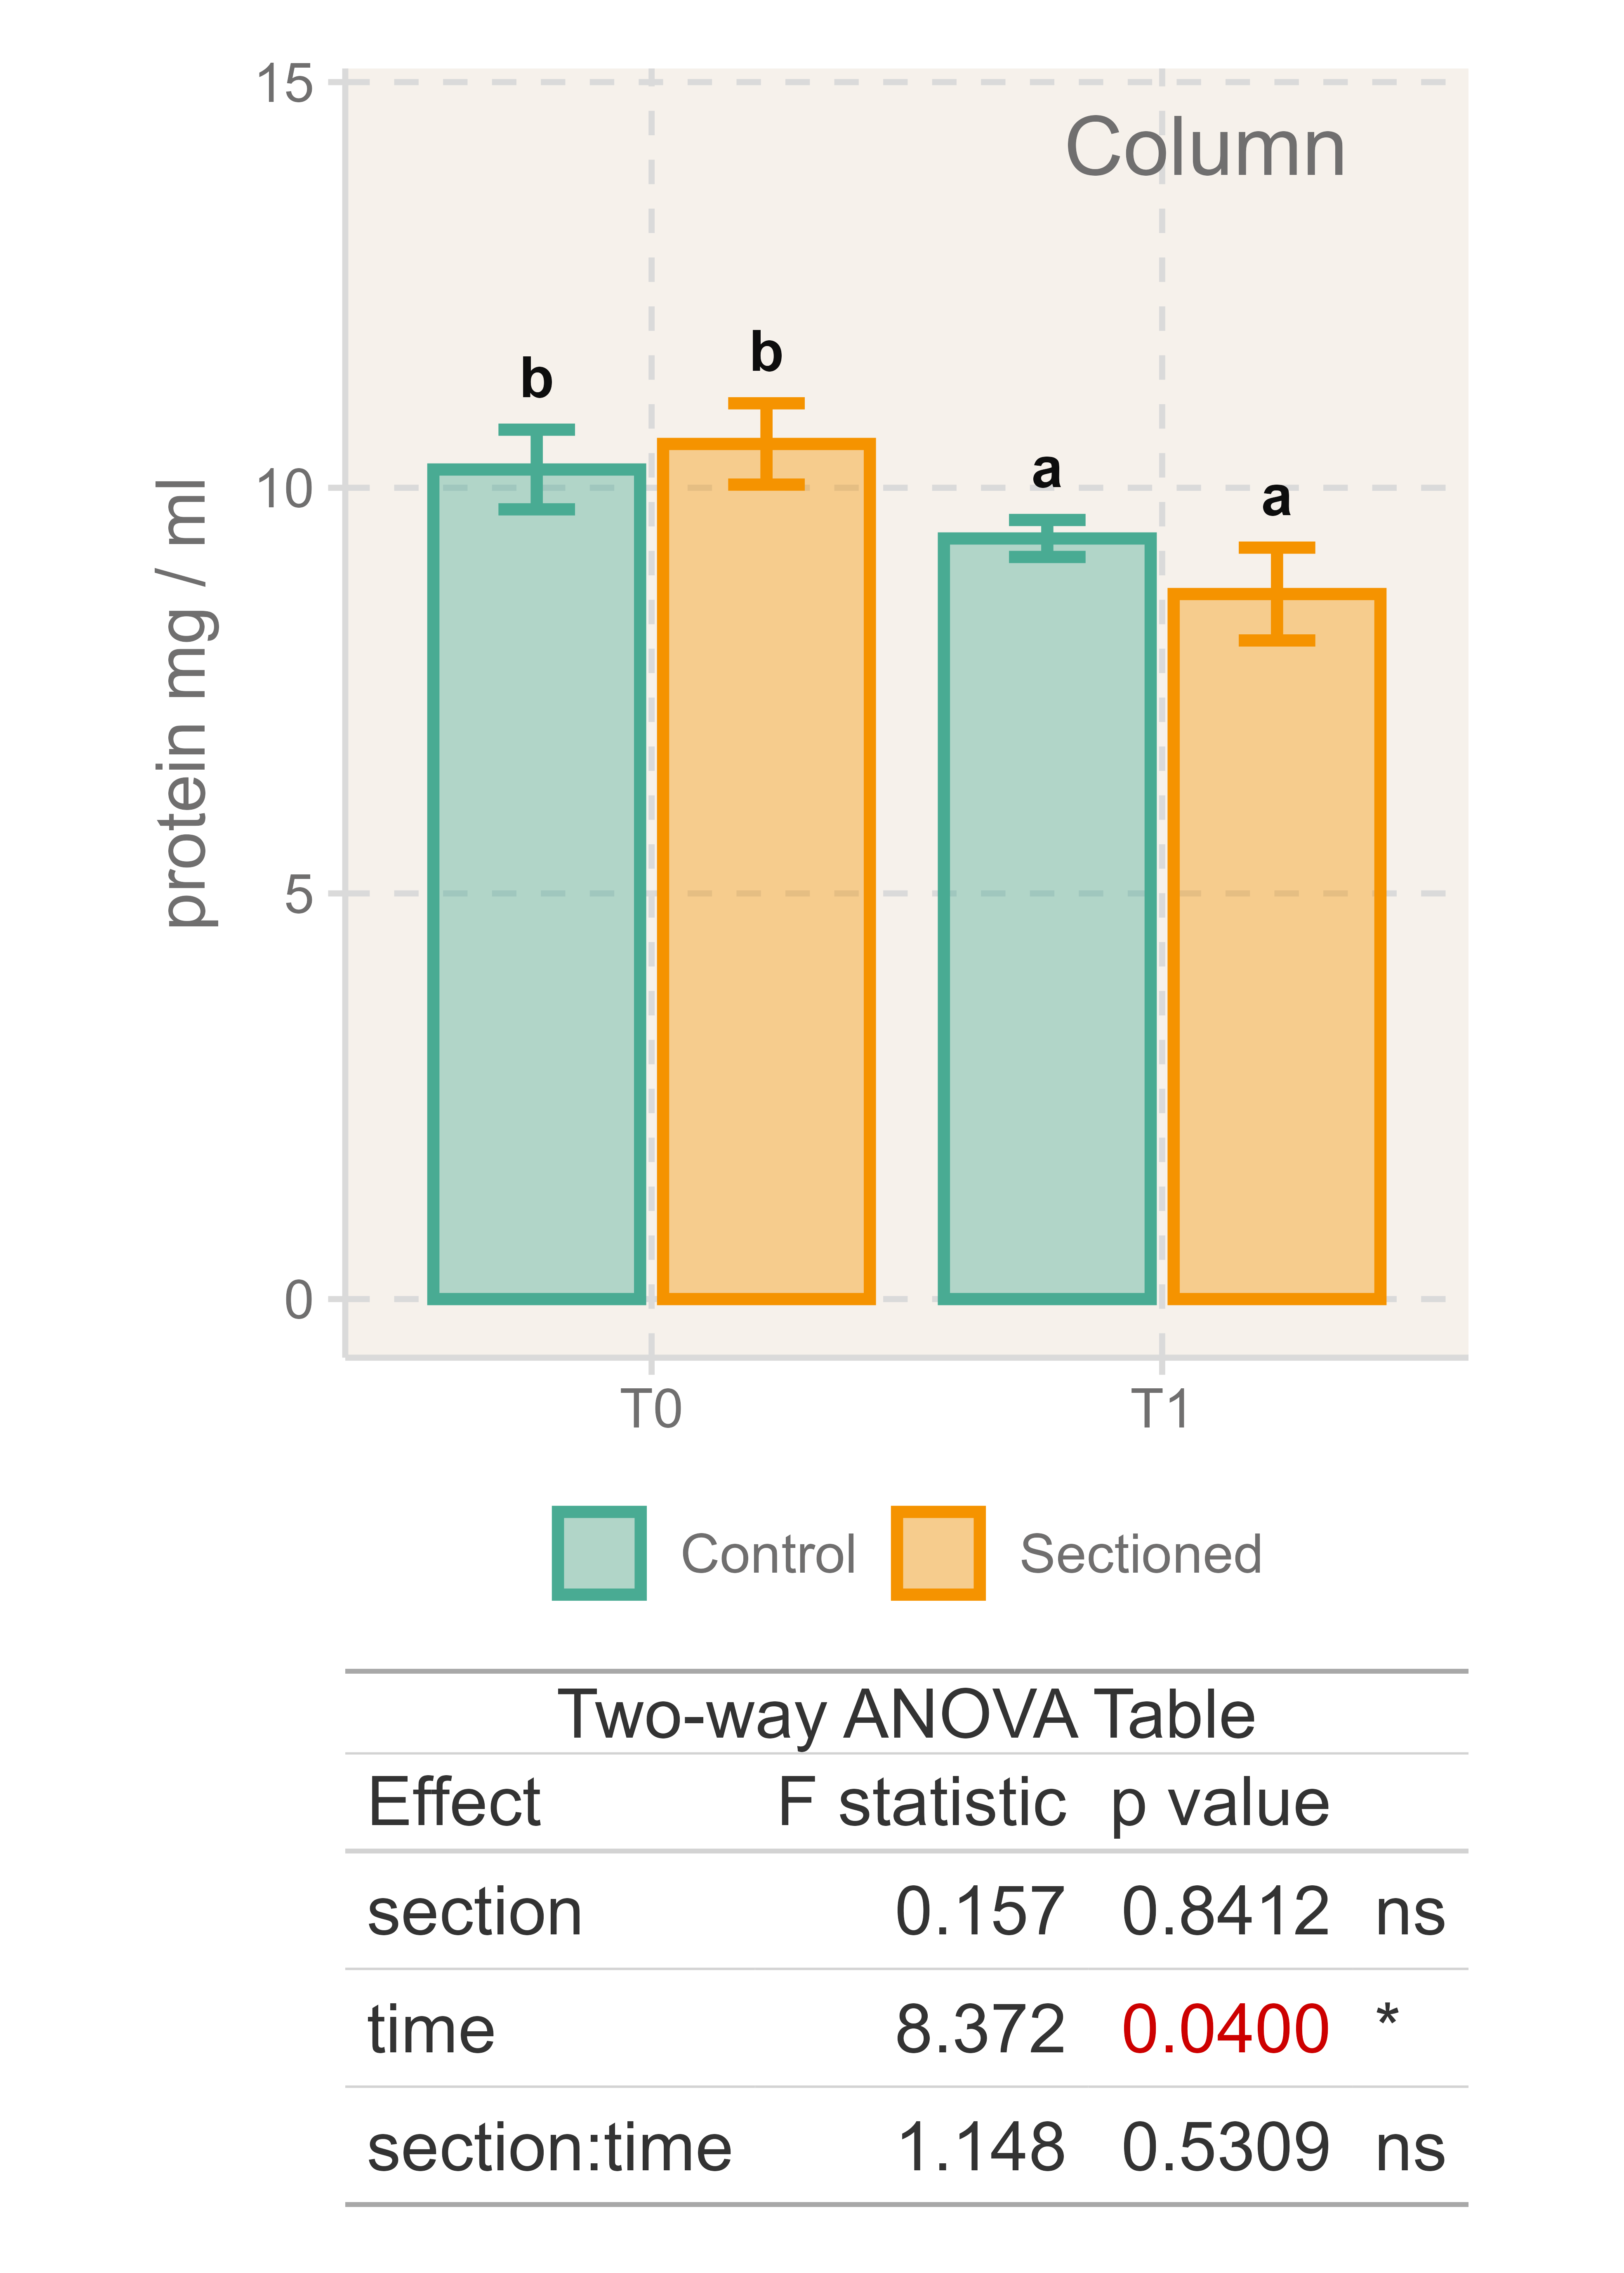 15
Column
b
b
a
a
10
protein mg / ml
5
0
T0 T1
Control Sectioned
Two-way ANOVA Table
Effect F statistic p value
section 0.157 0.8412 ns
time 8.372 0.0400 *
section:time 1.148 0.5309 ns